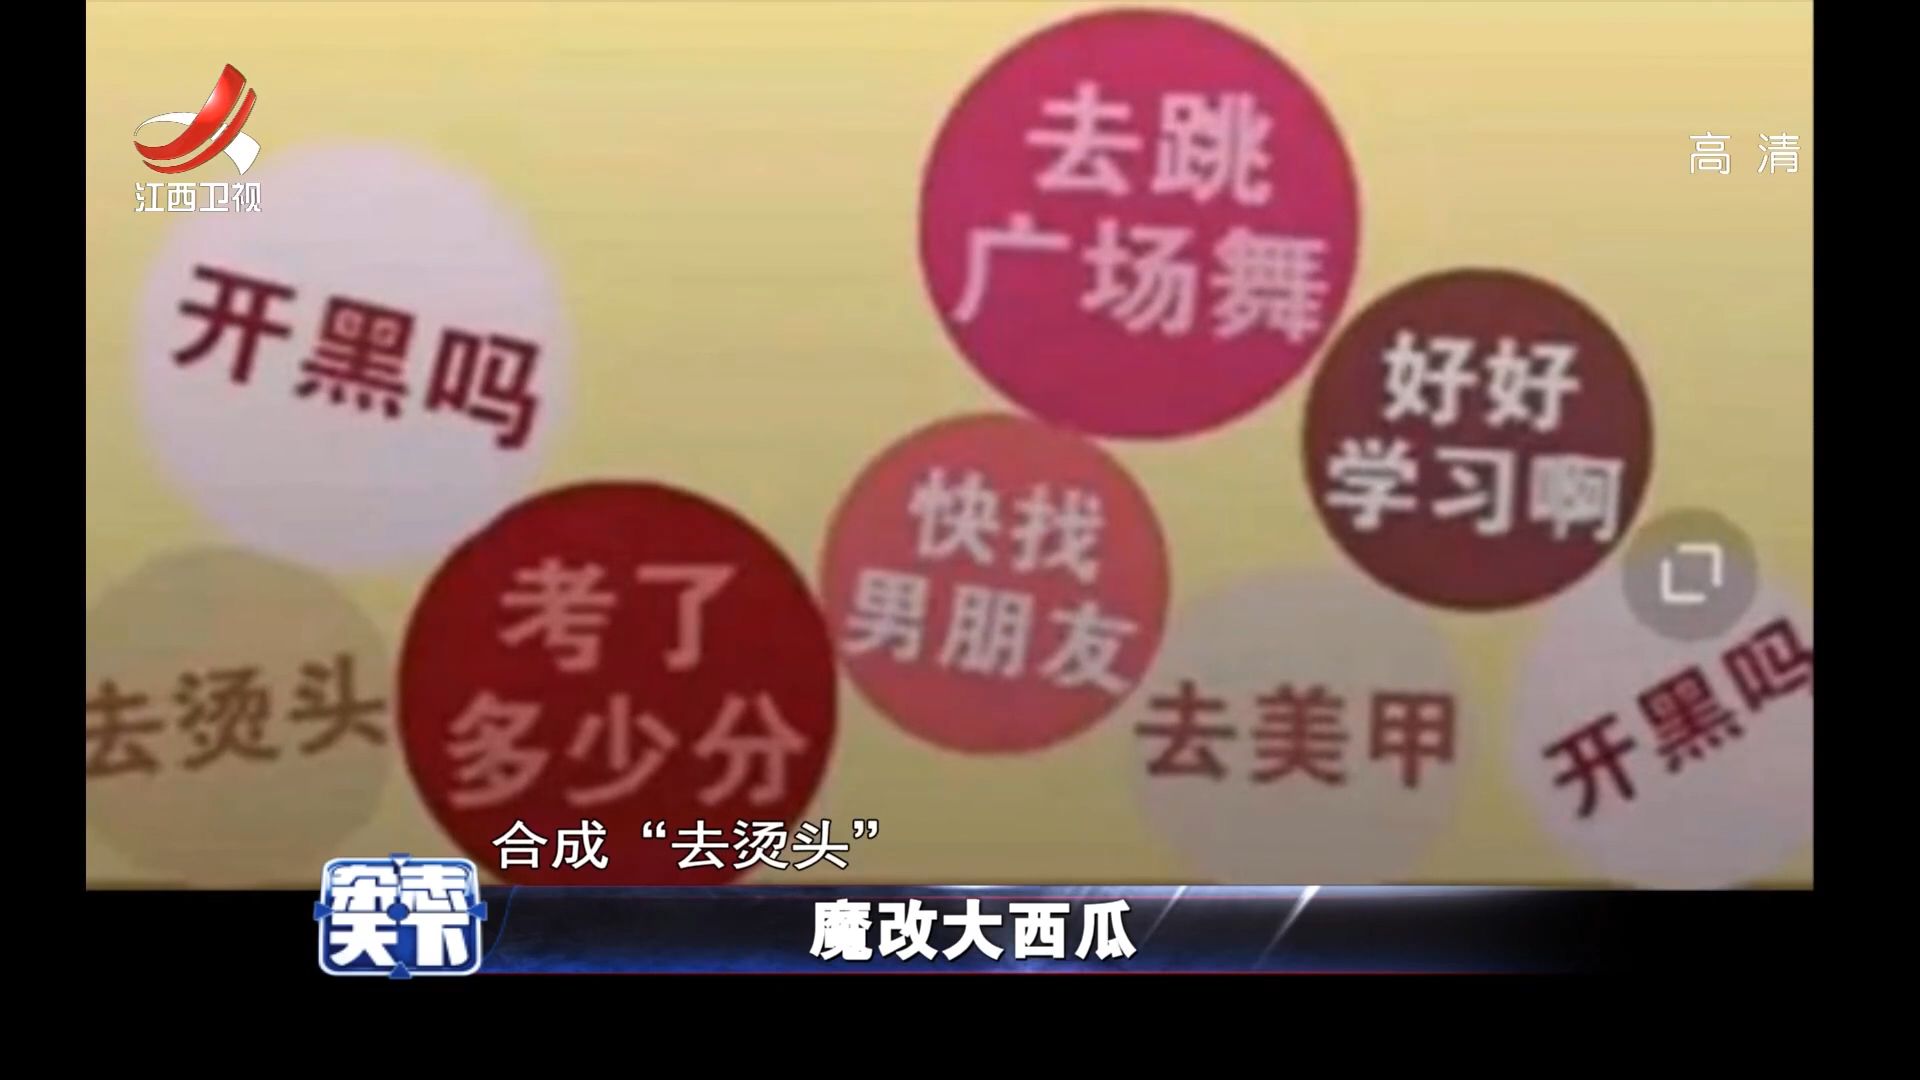 江西卫视
高清
去跳
广场舞
开黑吗
好好
学习啊
快找
男朋友
考了
多少分
去烫头
去美甲
开黑吗
合成“去烫头”
杂志
天下
魔改大西瓜